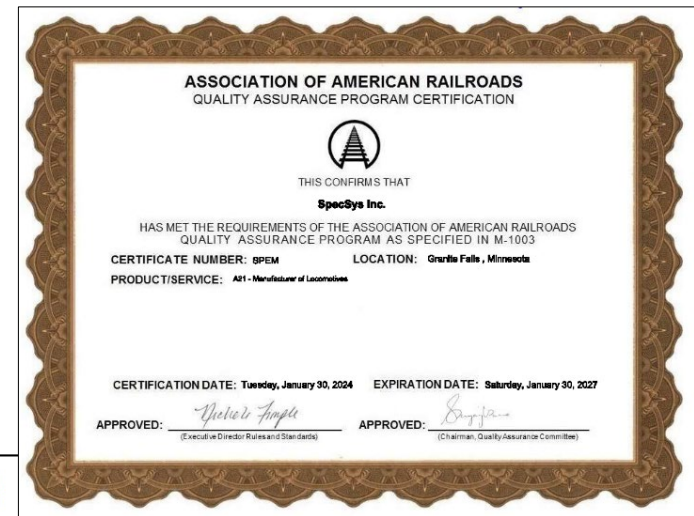 ASSOCIATION OF AMERICAN RAILROADS
QUALITY ASSURANCE PROGRAM CERTIFICATION
THIS CONFIRMS THAT
SpecSys Inc.
HAS MET THE REQUIREMENTS OF THE ASSOCIATION OF AMERICAN RAILROADS
QUALITY ASSURANCE PROGRAM AS SPECIFIED IN M-1003
CERTIFICATE NUMBER: SPEM LOCATION: Granite Falls , Minnesota
PRODUCT/SERVICE: A21 - Manufacturer of Locomotives
CERTIFICATION DATE: Tuesday, January 30, 2024 EXPIRATION DATE: Saturday, January 30, 2027
APPROVED: APPROVED:
(Executive Director Rules and Standards) (Chairman, Quality Assurance Committee)